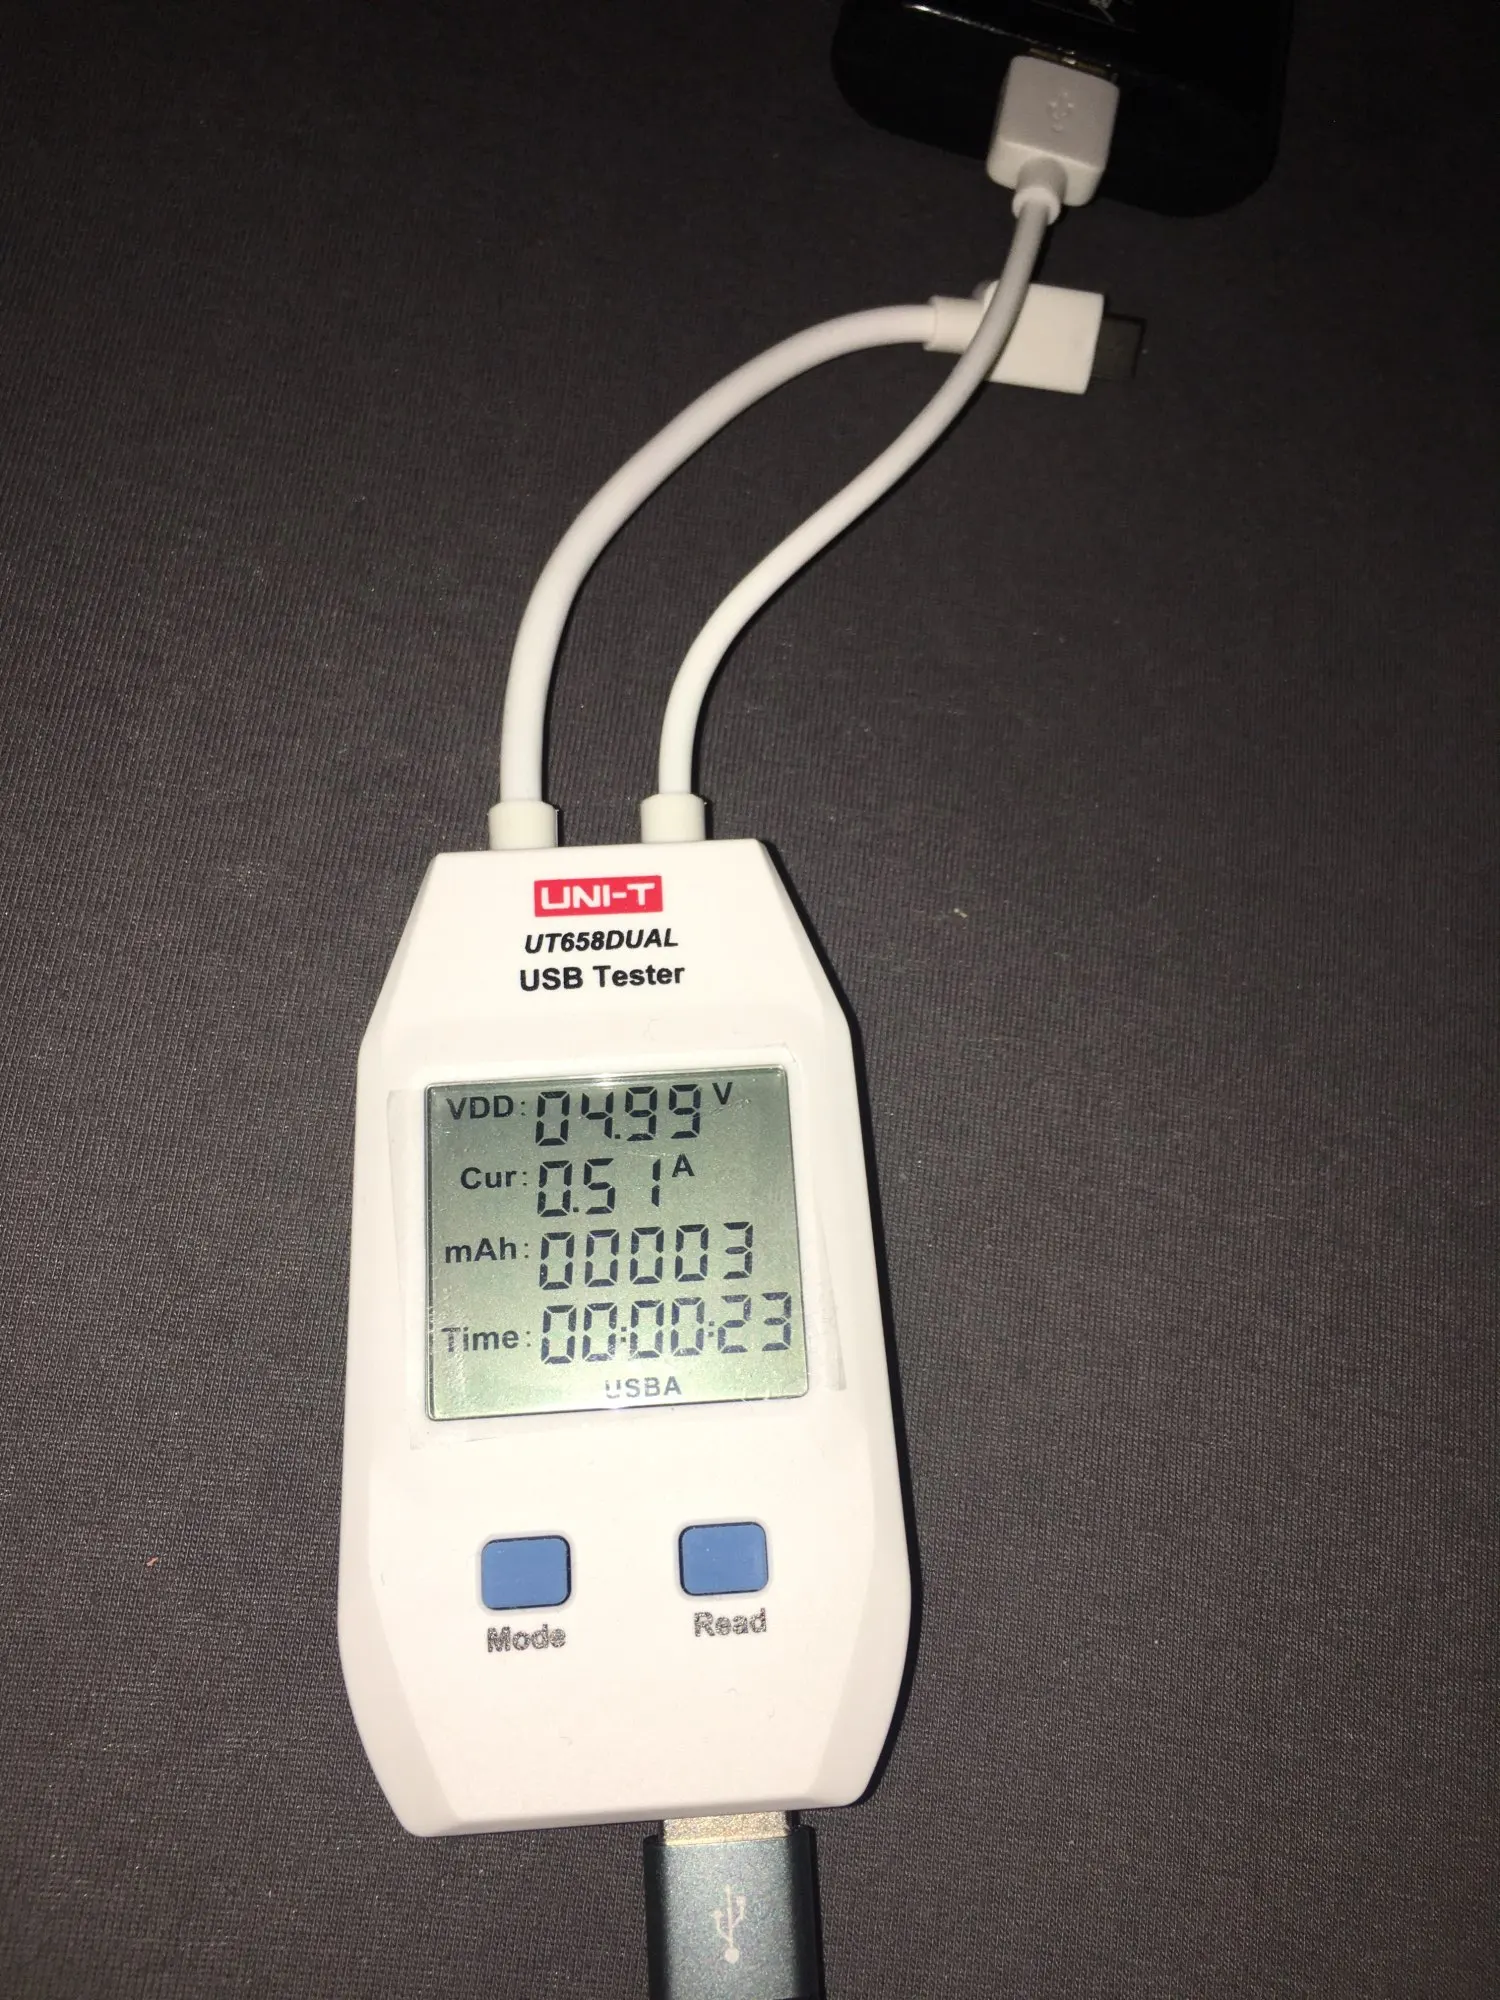 UNI-T
UT658DUAL
USB Tester
VDD: 04.99 V
Cur: 0.51 A
mAh: 00003
Time: 00:00:23
USBA
Mode
Read